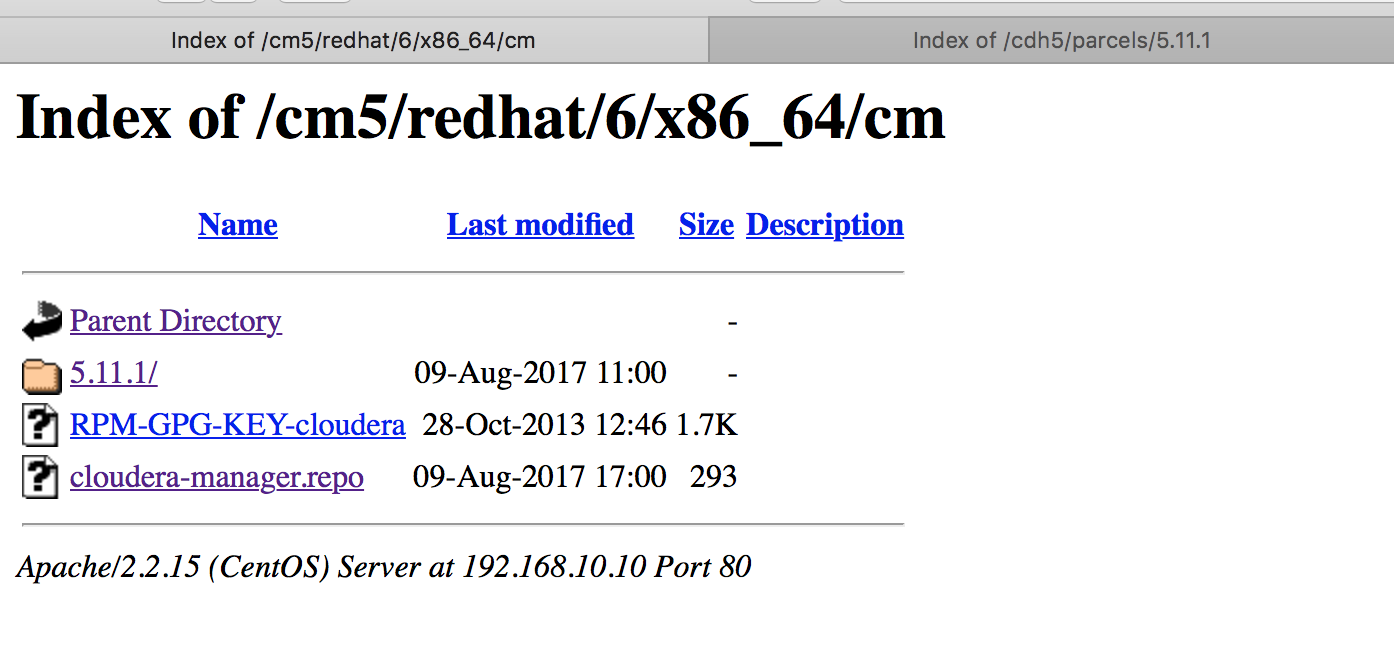 Index of /cm5/redhat/6/x86_64/cm Index of /cdh5/parcels/5.11.1
Index of /cm5/redhat/6/x86_64/cm
Name Last modified Size Description
Parent Directory -
5.11.1/ 09-Aug-2017 11:00 -
RPM-GPG-KEY-cloudera 28-Oct-2013 12:46 1.7K
cloudera-manager.repo 09-Aug-2017 17:00 293
Apache/2.2.15 (CentOS) Server at 192.168.10.10 Port 80